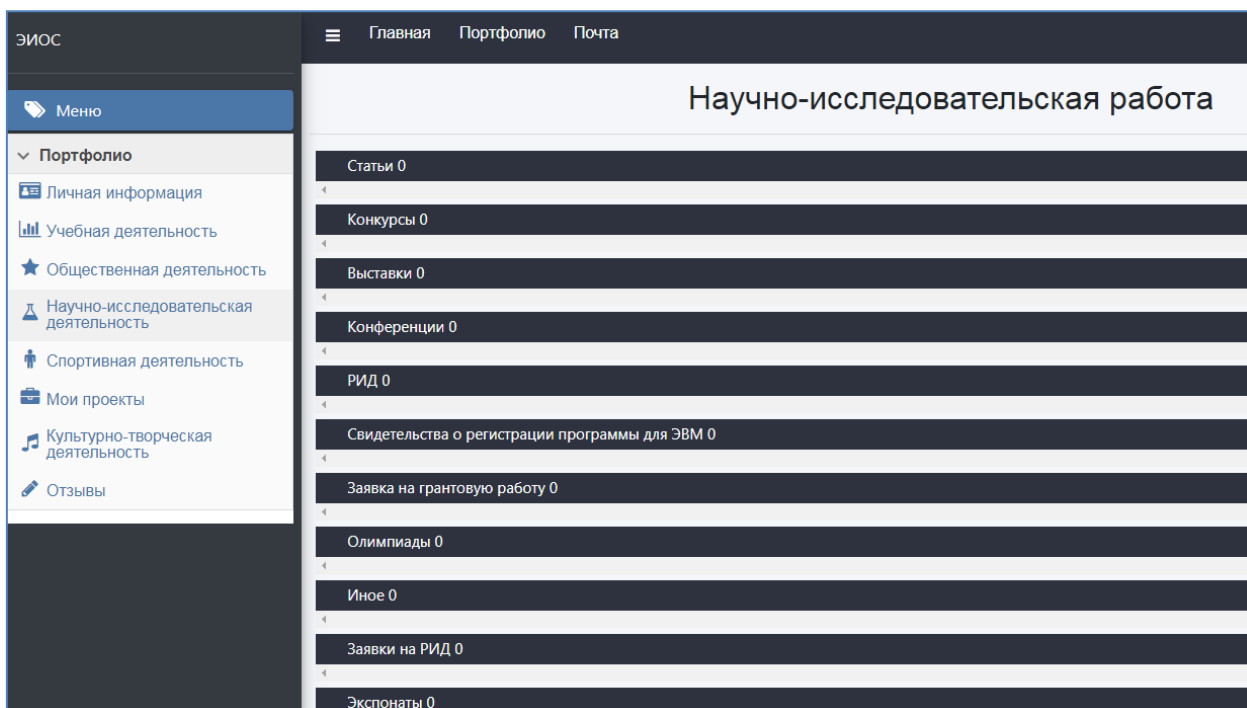 ЭИОС
Главная Портфолио Почта
Меню
Портфолио
Личная информация
Учебная деятельность
Общественная деятельность
Научно-исследовательская
деятельность
Спортивная деятельность
Мои проекты
Культурно-творческая
деятельность
Отзывы
Научно-исследовательская работа
Статьи 0
Конкурсы 0
Выставки 0
Конференции 0
РИД 0
Свидетельства о регистрации программы для ЭВМ 0
Заявка на грантовую работу 0
Олимпиады 0
Иное 0
Заявки на РИД 0
Экспонаты 0